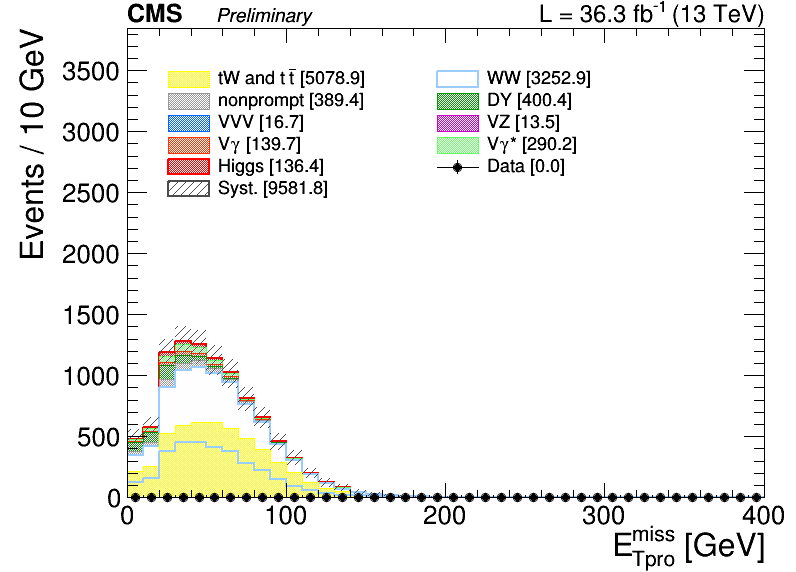 CMS Preliminary L = 36.3 fb⁻¹ (13 TeV)
Events / 10 GeV
3500
3000
2500
2000
1500
1000
500
0
tW and t t̄ [5078.9]
nonprompt [389.4]
VVV [16.7]
Vγ [139.7]
Higgs [136.4]
Syst. [9581.8]
WW [3252.9]
DY [400.4]
VZ [13.5]
Vγ* [290.2]
Data [0.0]
0 100 200 300 400
E_Tpro^miss [GeV]